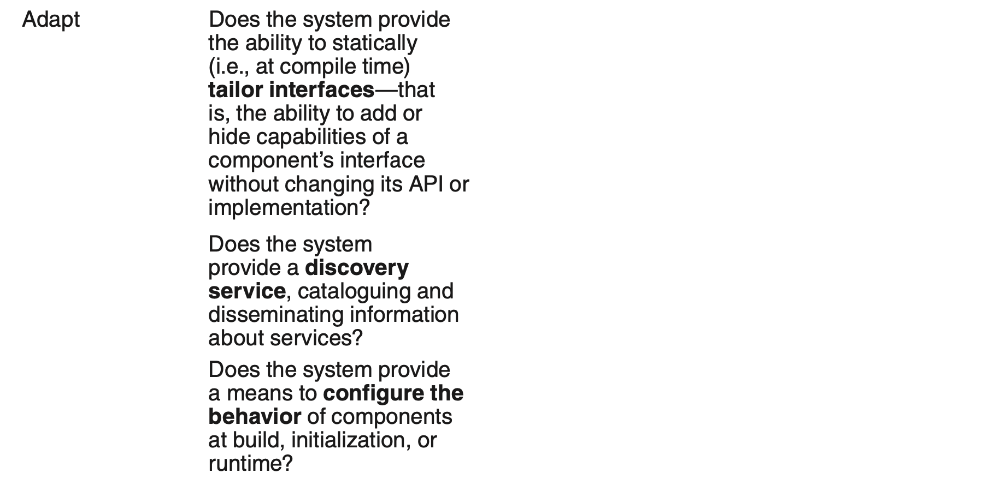 Adapt
Does the system provide
the ability to statically
(i.e., at compile time)
tailor interfaces—that
is, the ability to add or
hide capabilities of a
component’s interface
without changing its API or
implementation?
Does the system
provide a discovery
service, cataloguing and
disseminating information
about services?
Does the system provide
a means to configure the
behavior of components
at build, initialization, or
runtime?